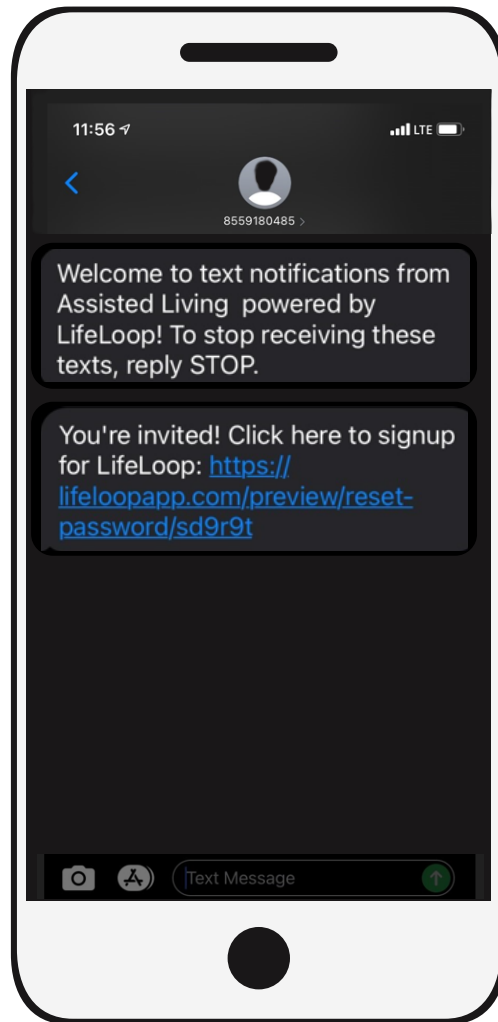 11:56
LTE
8559180485 >
Welcome to text notifications from
Assisted Living  powered by
LifeLoop! To stop receiving these
texts, reply STOP.
You're invited! Click here to signup
for LifeLoop: https://
lifeloopapp.com/preview/reset-
password/sd9r9t
Text Message